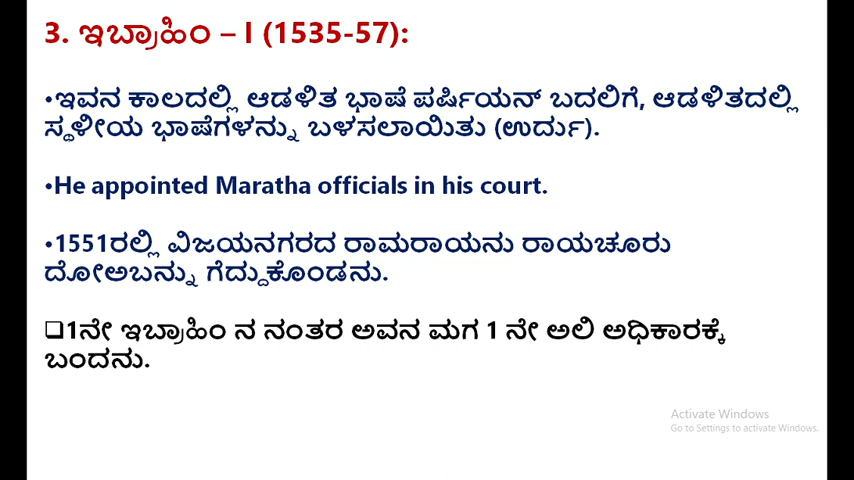 3. ಇಬ್ರಾಹಿಂ – I (1535-57):
•ಇವನ ಕಾಲದಲ್ಲಿ ಆಡಳಿತ ಭಾಷೆ ಪರ್ಷಿಯನ್ ಬದಲಿಗೆ, ಆಡಳಿತದಲ್ಲಿ
ಸ್ಥಳೀಯ ಭಾಷೆಗಳನ್ನು ಬಳಸಲಾಯಿತು (ಉರ್ದು).
•He appointed Maratha officials in his court.
•1551ರಲ್ಲಿ ವಿಜಯನಗರದ ರಾಮರಾಯನು ರಾಯಚೂರು
ದೋಅಬನ್ನು ಗೆದ್ದುಕೊಂಡನು.
❑1ನೇ ಇಬ್ರಾಹಿಂ ನ ನಂತರ ಅವನ ಮಗ 1 ನೇ ಅಲಿ ಅಧಿಕಾರಕ್ಕೆ
ಬಂದನು.
Activate Windows
Go to Settings to activate Windows.